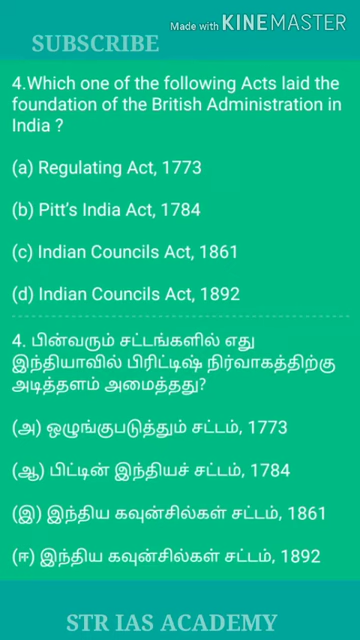 Made with KINEMASTER
SUBSCRIBE
4.Which one of the following Acts laid the
foundation of the British Administration in
India ?
(a) Regulating Act, 1773
(b) Pitt's India Act, 1784
(c) Indian Councils Act, 1861
(d) Indian Councils Act, 1892
4. பின்வரும் சட்டங்களில் எது
இந்தியாவில் பிரிட்டிஷ் நிர்வாகத்திற்கு
அடித்தளம் அமைத்தது?
(அ) ஒழுங்குபடுத்தும் சட்டம், 1773
(ஆ) பிட்டின் இந்தியச் சட்டம், 1784
(இ) இந்திய கவுன்சில்கள் சட்டம், 1861
(ஈ) இந்திய கவுன்சில்கள் சட்டம், 1892
STR IAS ACADEMY